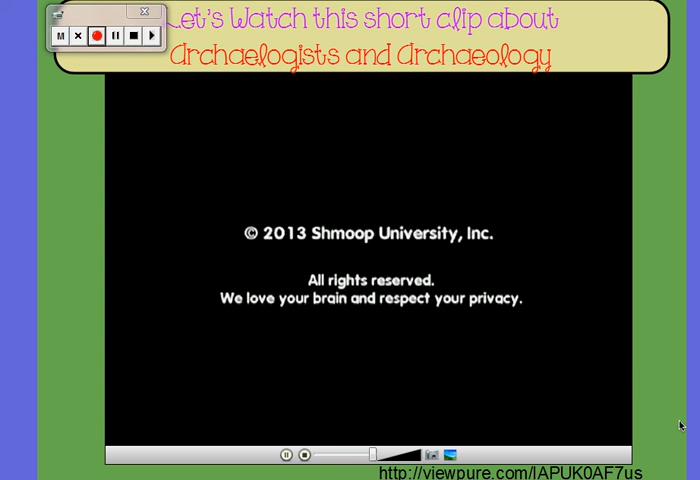 Let's Watch this short clip about
Archaelogists and Archaeology
M
© 2013 Shmoop University, Inc.
All rights reserved.
We love your brain and respect your privacy.
http://viewpure.com/IAPUK0AF7us